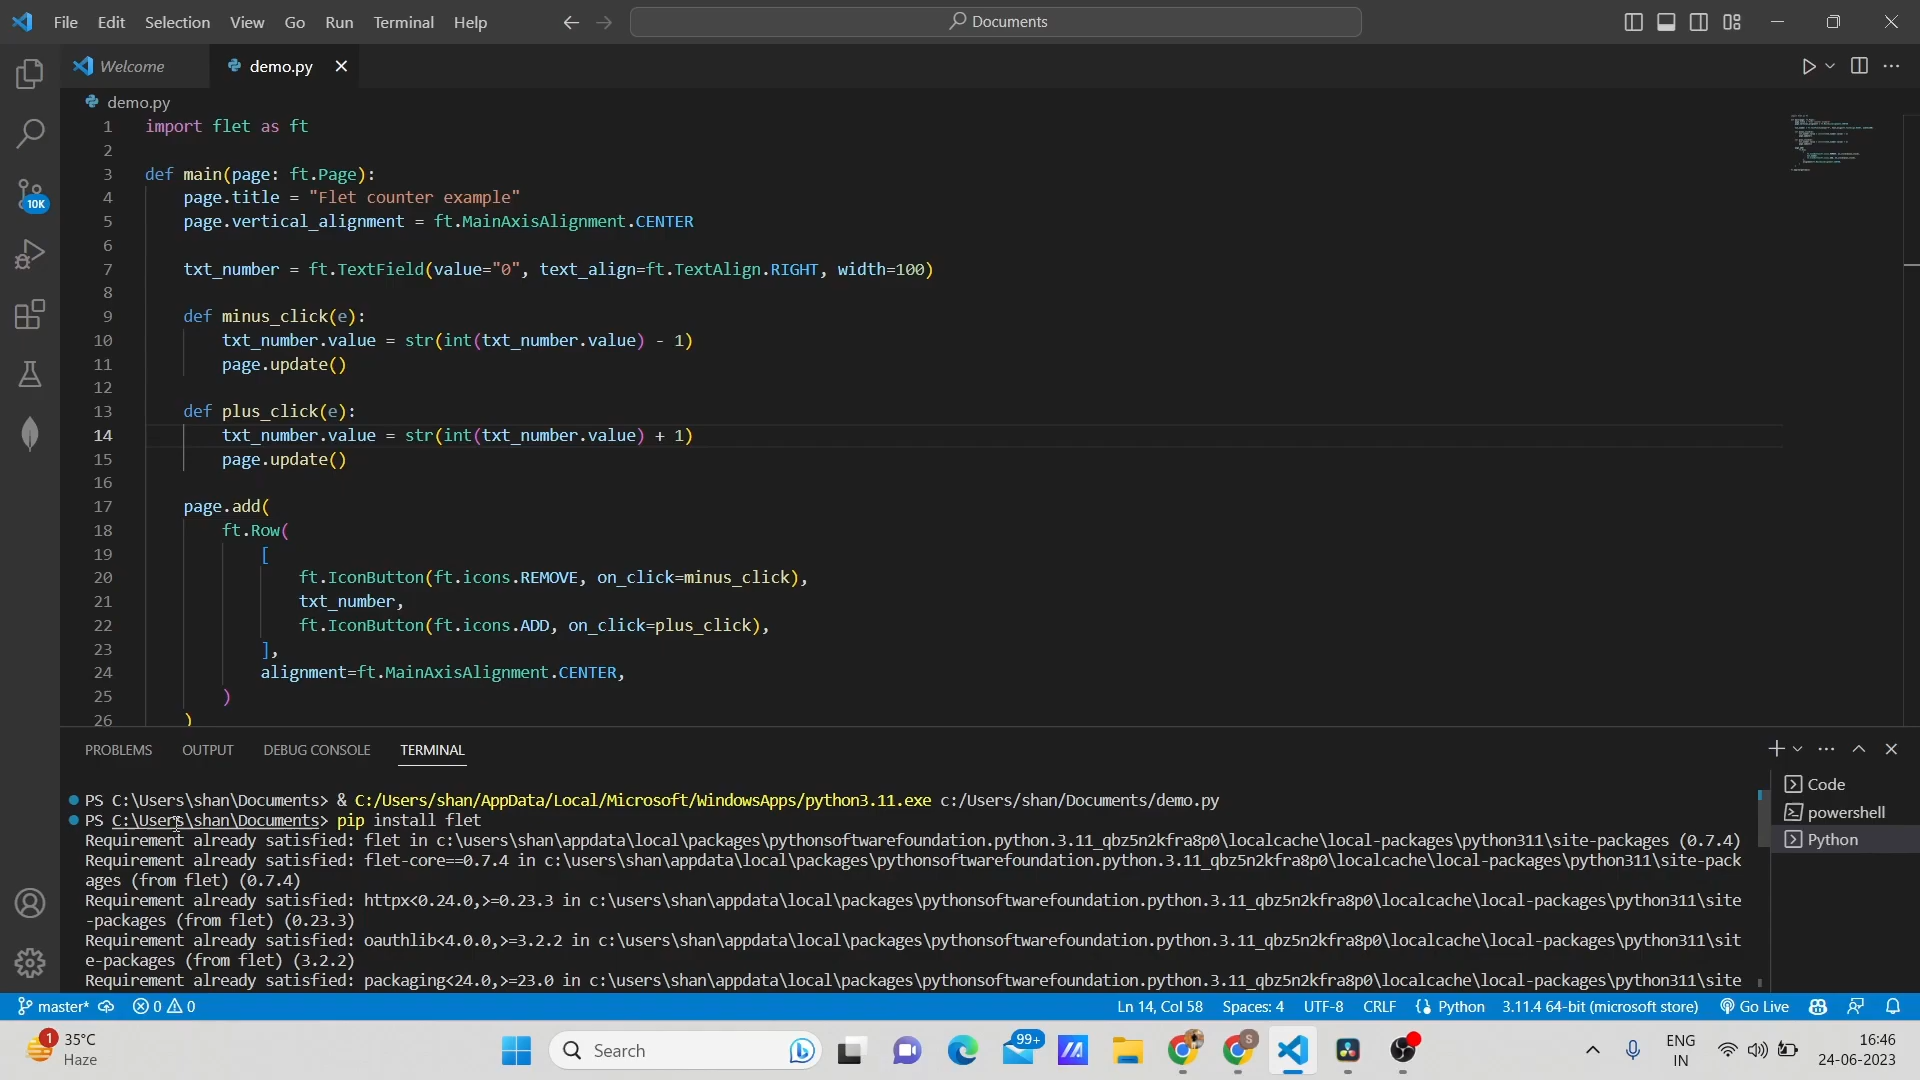 File Edit Selection View Go Run Terminal Help
Documents
Welcome
demo.py
demo.py
1 import flet as ft
2
3 def main(page: ft.Page):
4 page.title = "Flet counter example"
5 page.vertical_alignment = ft.MainAxisAlignment.CENTER
6
7 txt_number = ft.TextField(value="0", text_align=ft.TextAlign.RIGHT, width=100)
8
9 def minus_click(e):
10 txt_number.value = str(int(txt_number.value) - 1)
11 page.update()
12
13 def plus_click(e):
14 txt_number.value = str(int(txt_number.value) + 1)
15 page.update()
16
17 page.add(
18 ft.Row(
19 [
20 ft.IconButton(ft.icons.REMOVE, on_click=minus_click),
21 txt_number,
22 ft.IconButton(ft.icons.ADD, on_click=plus_click),
23 ],
24 alignment=ft.MainAxisAlignment.CENTER,
25 )
26 )
10K
PROBLEMS OUTPUT DEBUG CONSOLE TERMINAL
PS C:\Users\shan\Documents> & C:/Users/shan/AppData/Local/Microsoft/WindowsApps/python3.11.exe c:/Users/shan/Documents/demo.py
PS C:\Users\shan\Documents> pip install flet
Requirement already satisfied: flet in c:\users\shan\appdata\local\packages\pythonsoftwarefoundation.python.3.11_qbz5n2kfra8p0\localcache\local-packages\python311\site-packages (0.7.4)
Requirement already satisfied: flet-core==0.7.4 in c:\users\shan\appdata\local\packages\pythonsoftwarefoundation.python.3.11_qbz5n2kfra8p0\localcache\local-packages\python311\site-pack
ages (from flet) (0.7.4)
Requirement already satisfied: httpx<0.24.0,>=0.23.3 in c:\users\shan\appdata\local\packages\pythonsoftwarefoundation.python.3.11_qbz5n2kfra8p0\localcache\local-packages\python311\site
-packages (from flet) (0.23.3)
Requirement already satisfied: oauthlib<4.0.0,>=3.2.2 in c:\users\shan\appdata\local\packages\pythonsoftwarefoundation.python.3.11_qbz5n2kfra8p0\localcache\local-packages\python311\sit
e-packages (from flet) (3.2.2)
Requirement already satisfied: packaging<24.0,>=23.0 in c:\users\shan\appdata\local\packages\pythonsoftwarefoundation.python.3.11_qbz5n2kfra8p0\localcache\local-packages\python311\site
Code
powershell
Python
master* 0 0 Ln 14, Col 58 Spaces: 4 UTF-8 CRLF Python 3.11.4 64-bit (microsoft store) Go Live
1
35°C
Haze
Search
99+
S
ENG
IN
16:46
24-06-2023